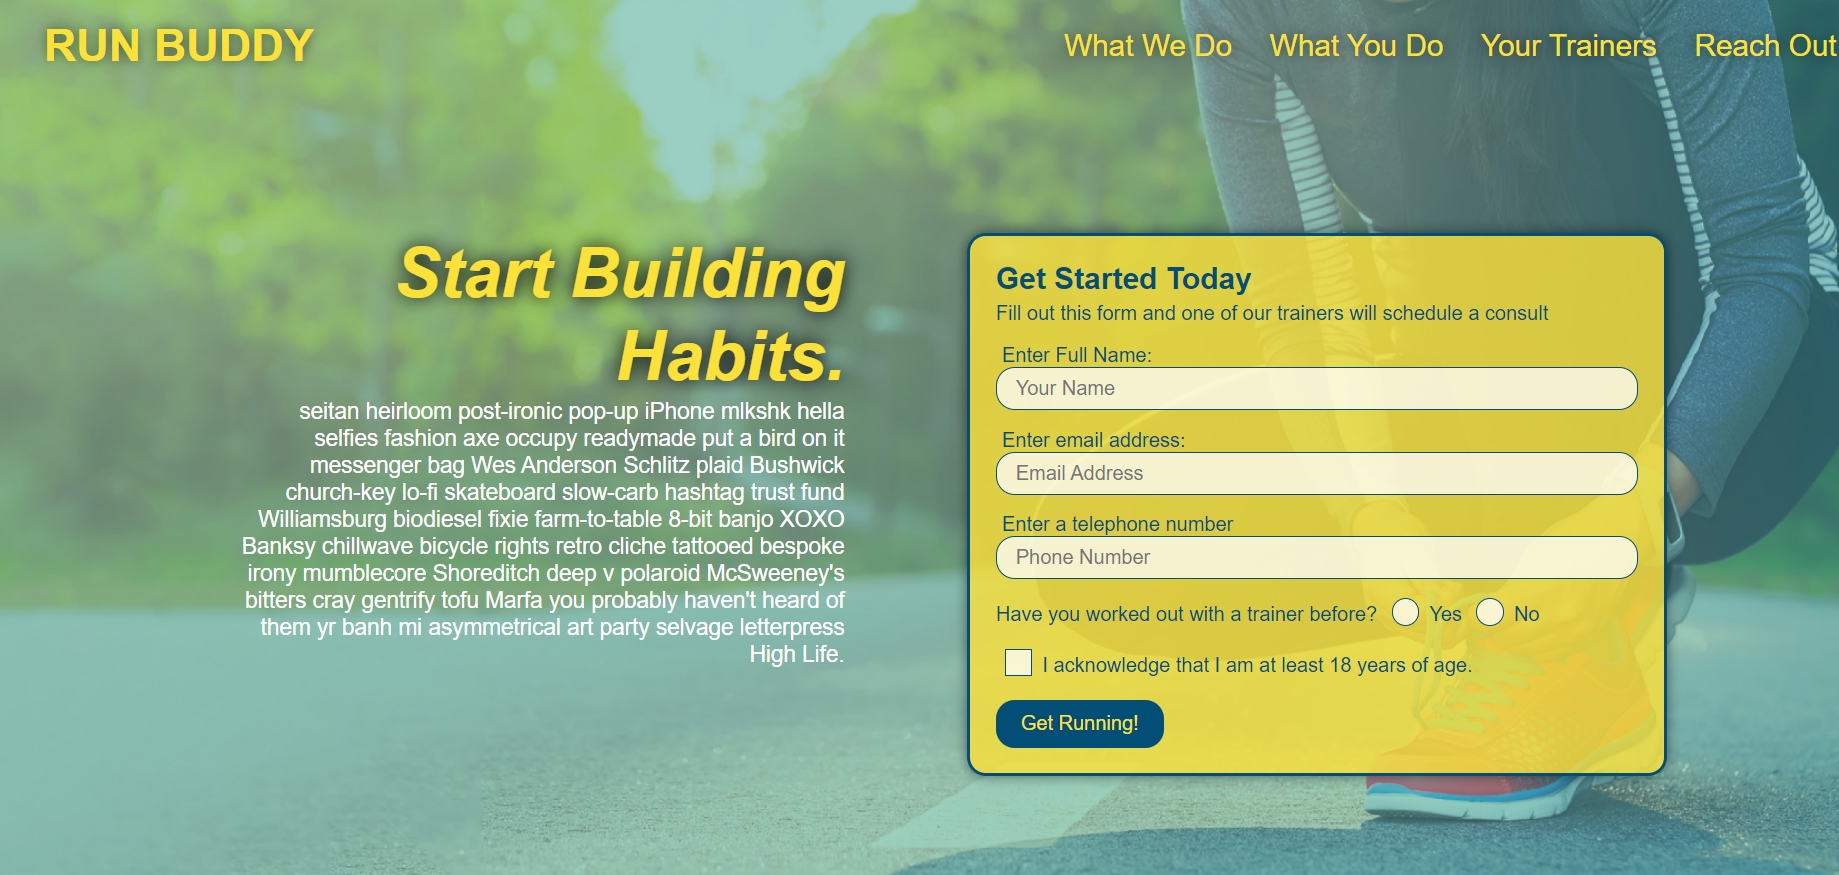 RUN BUDDY
What We Do What You Do Your Trainers Reach Out
Start Building
Habits.
seitan heirloom post-ironic pop-up iPhone mlkshk hella
selfies fashion axe occupy readymade put a bird on it
messenger bag Wes Anderson Schlitz plaid Bushwick
church-key lo-fi skateboard slow-carb hashtag trust fund
Williamsburg biodiesel fixie farm-to-table 8-bit banjo XOXO
Banksy chillwave bicycle rights retro cliche tattooed bespoke
irony mumblecore Shoreditch deep v polaroid McSweeney's
bitters cray gentrify tofu Marfa you probably haven't heard of
them yr banh mi asymmetrical art party selvage letterpress
High Life.
Get Started Today
Fill out this form and one of our trainers will schedule a consult
Enter Full Name:
Your Name
Enter email address:
Email Address
Enter a telephone number
Phone Number
Have you worked out with a trainer before? Yes No
I acknowledge that I am at least 18 years of age.
Get Running!